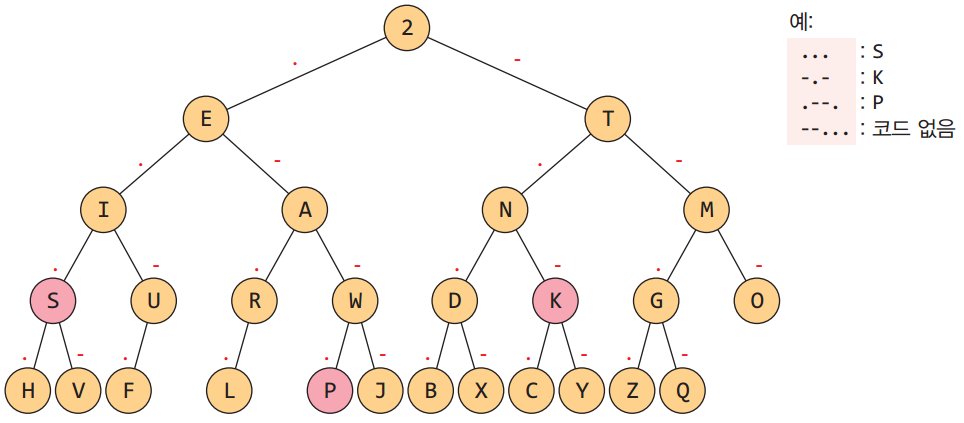 2
예:
. -
... : S
-.- : K
.--. : P
--... : 코드 없음
E T
. - . -
I A N M
. - . - . - . -
S U R W D K G O
. - . . . - . - . - . -
H V F L P J B X C Y Z Q